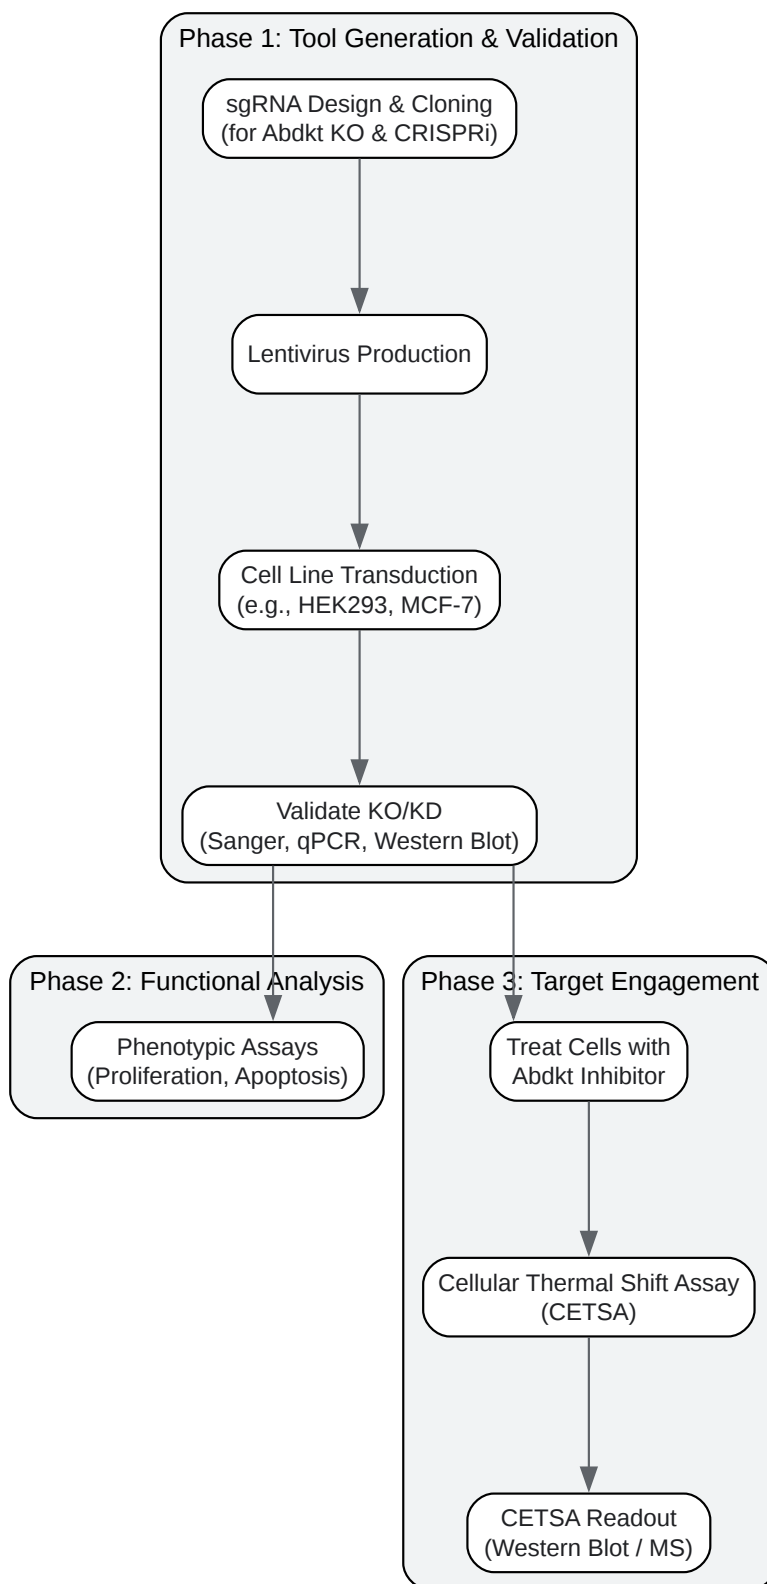 Phase 1: Tool Generation & Validation
sgRNA Design & Cloning
(for Abdkt KO & CRISPRi)
Lentivirus Production
Cell Line Transduction
(e.g., HEK293, MCF-7)
Validate KO/KD
(Sanger, qPCR, Western Blot)
Phase 2: Functional Analysis
Phenotypic Assays
(Proliferation, Apoptosis)
Phase 3: Target Engagement
Treat Cells with
Abdkt Inhibitor
Cellular Thermal Shift Assay
(CETSA)
CETSA Readout
(Western Blot / MS)